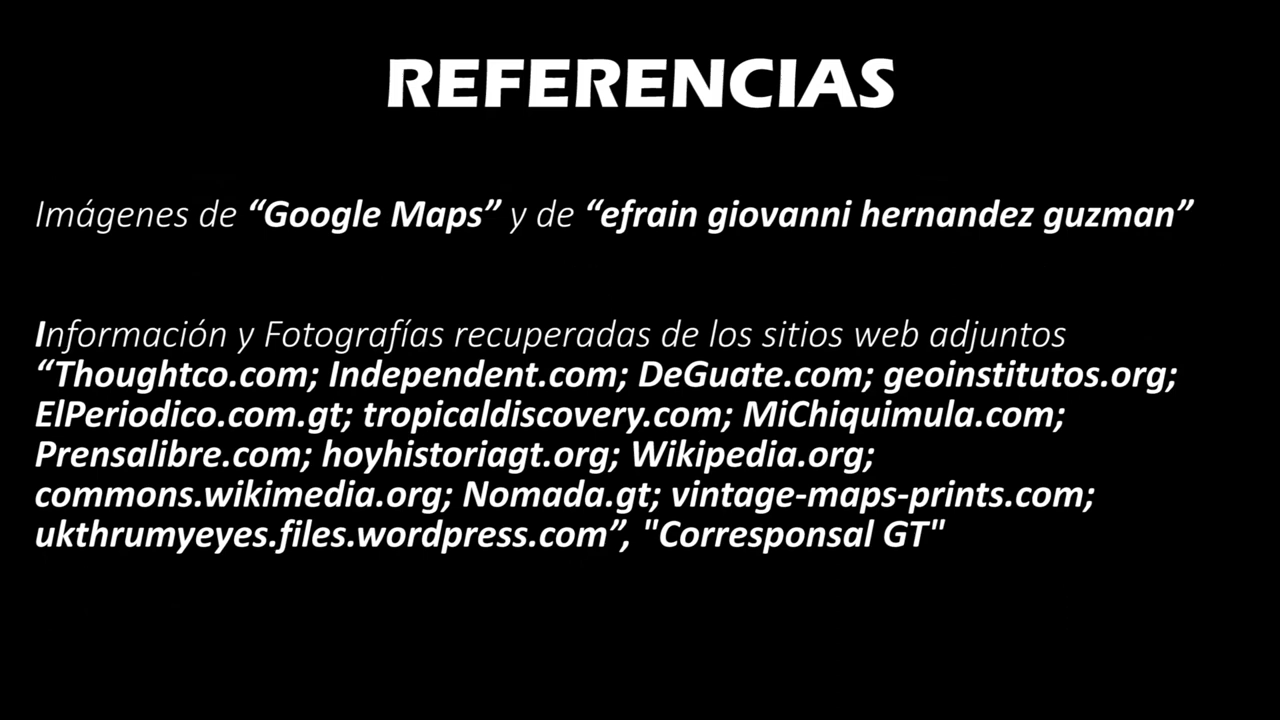 REFERENCIAS
Imágenes de “Google Maps” y de “efrain giovanni hernandez guzman”
Información y Fotografías recuperadas de los sitios web adjuntos
“Thoughtco.com; Independent.com; DeGuate.com; geoinstitutos.org;
ElPeriodico.com.gt; tropicaldiscovery.com; MiChiquimula.com;
Prensalibre.com; hoyhistoriagt.org; Wikipedia.org;
commons.wikimedia.org; Nomada.gt; vintage-maps-prints.com;
ukthrumyeyes.files.wordpress.com”, "Corresponsal GT"